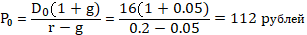 P₀ = D₀(1 + g) / (r − g) = 16(1 + 0.05) / (0.2 − 0.05) = 112 рублей